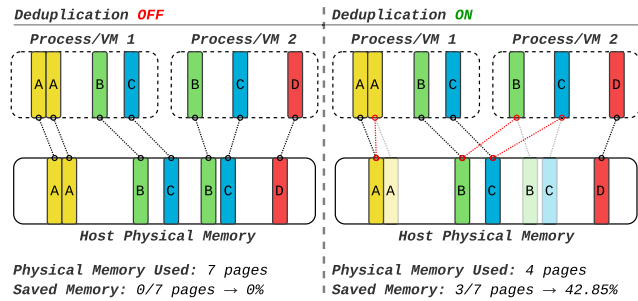 Deduplication OFF
Process/VM 1 Process/VM 2
A A B C B C D
A A B C B C D
Host Physical Memory
Physical Memory Used: 7 pages
Saved Memory: 0/7 pages → 0%
Deduplication ON
Process/VM 1 Process/VM 2
A A B C B C D
A A B C B C D
Host Physical Memory
Physical Memory Used: 4 pages
Saved Memory: 3/7 pages → 42.85%